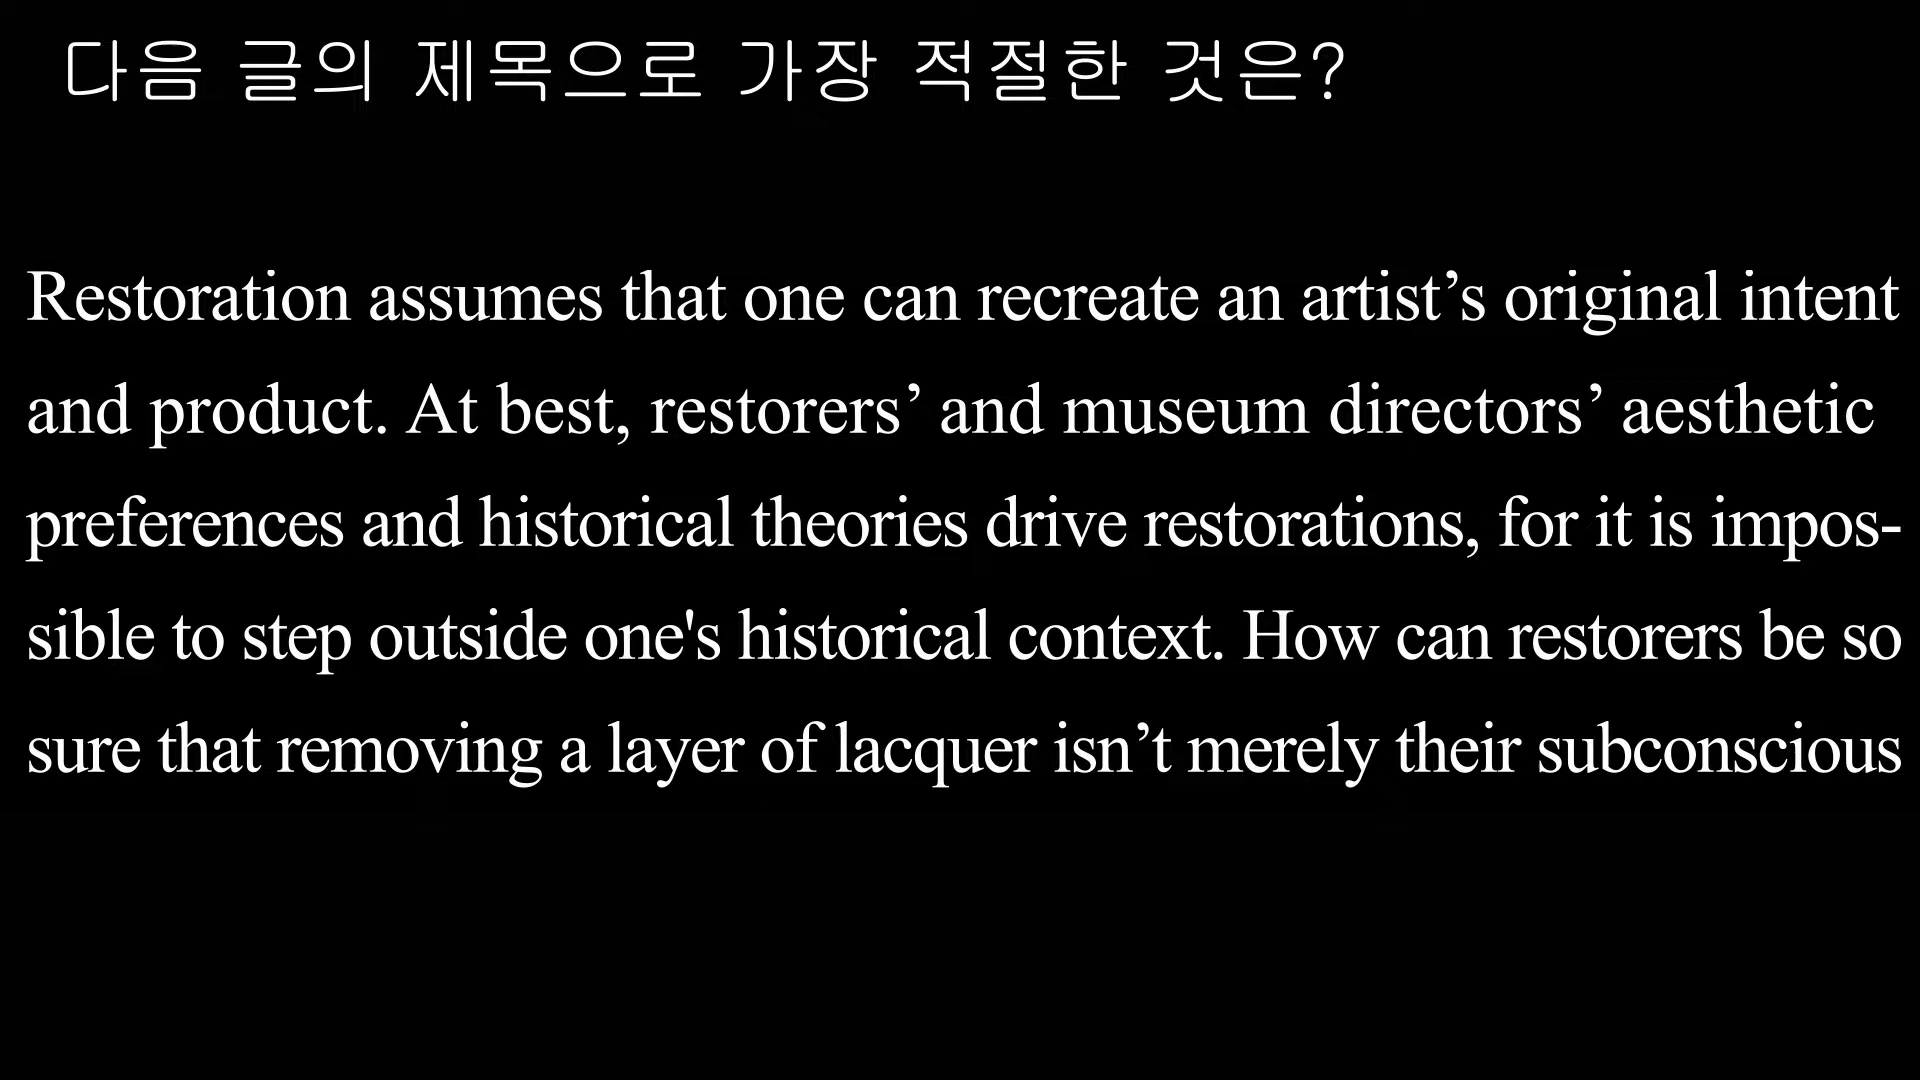 다음 글의 제목으로 가장 적절한 것은?
Restoration assumes that one can recreate an artist’s original intent
and product. At best, restorers’ and museum directors’ aesthetic
preferences and historical theories drive restorations, for it is impos-
sible to step outside one's historical context. How can restorers be so
sure that removing a layer of lacquer isn’t merely their subconscious